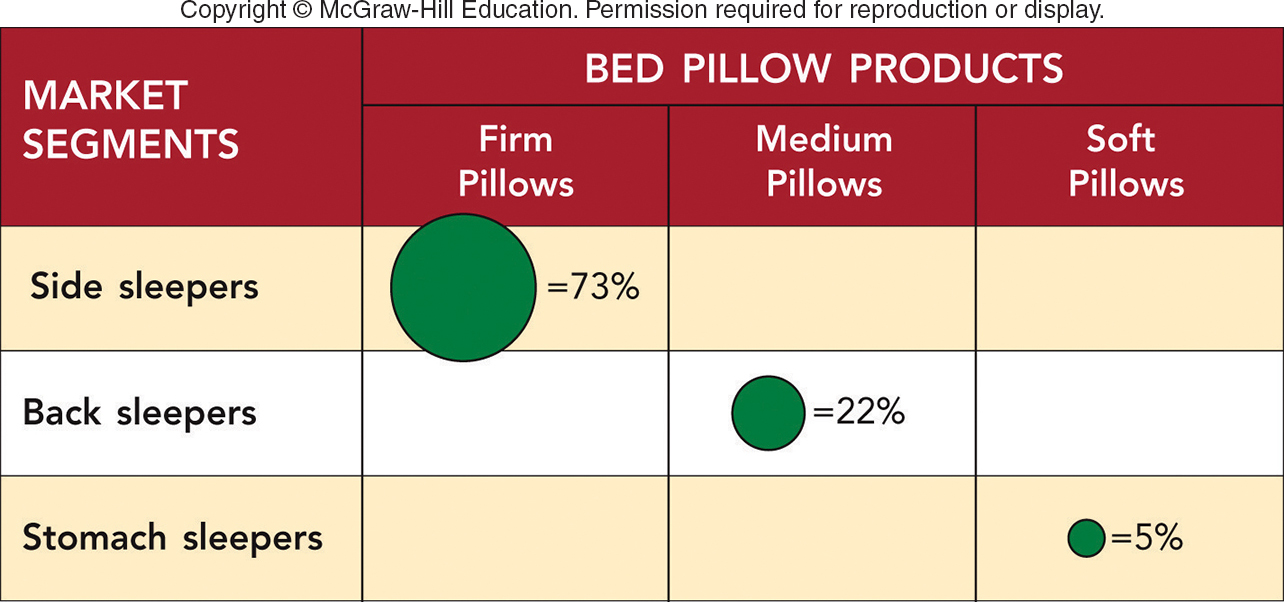 Copyright © McGraw-Hill Education. Permission required for reproduction or display.
MARKET
SEGMENTS
BED PILLOW PRODUCTS
Firm
Pillows
Medium
Pillows
Soft
Pillows
Side sleepers
=73%
Back sleepers
=22%
Stomach sleepers
=5%